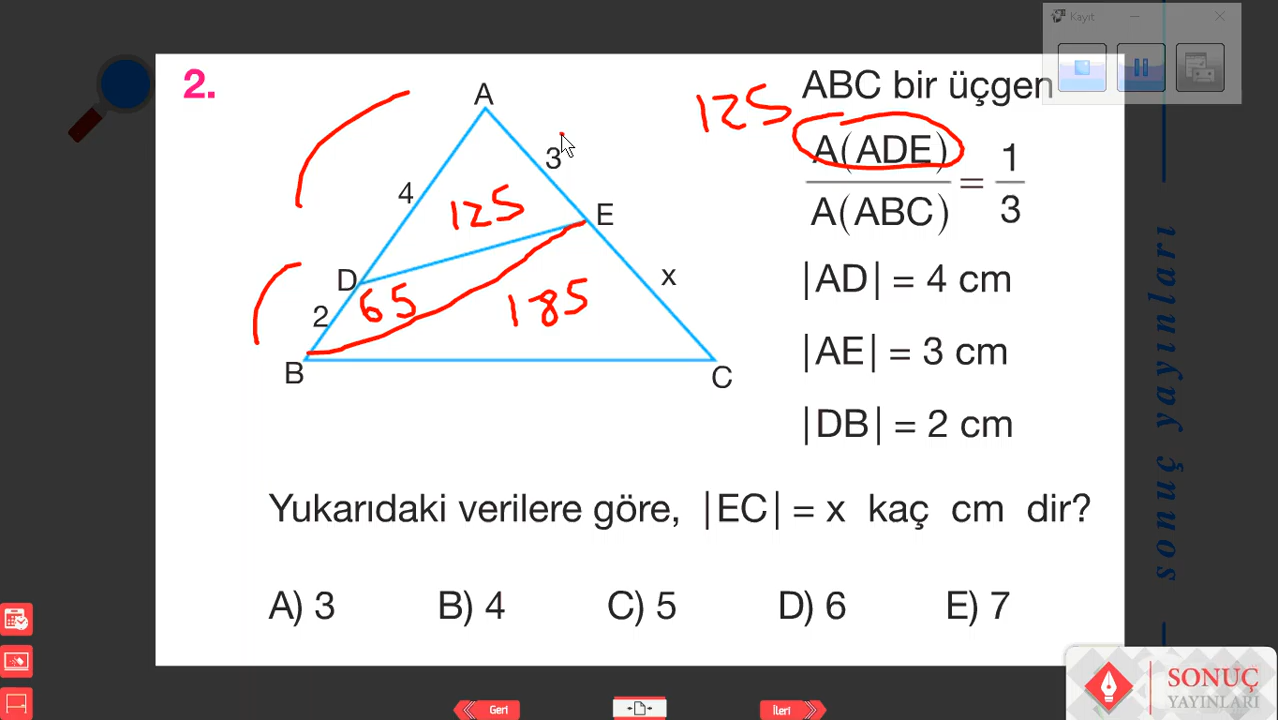 Kayıt
2.
ABC bir üçgen
125
A(ADE)
A(ABC)
=
1
3
A
4
3
125
E
D
65
2
185
x
B
C
|AD| = 4 cm
|AE| = 3 cm
|DB| = 2 cm
Yukarıdaki verilere göre, |EC| = x kaç cm dir?
A) 3 B) 4 C) 5 D) 6 E) 7
sonuç yayınları
Geri
İleri
SONUÇ
YAYINLARI